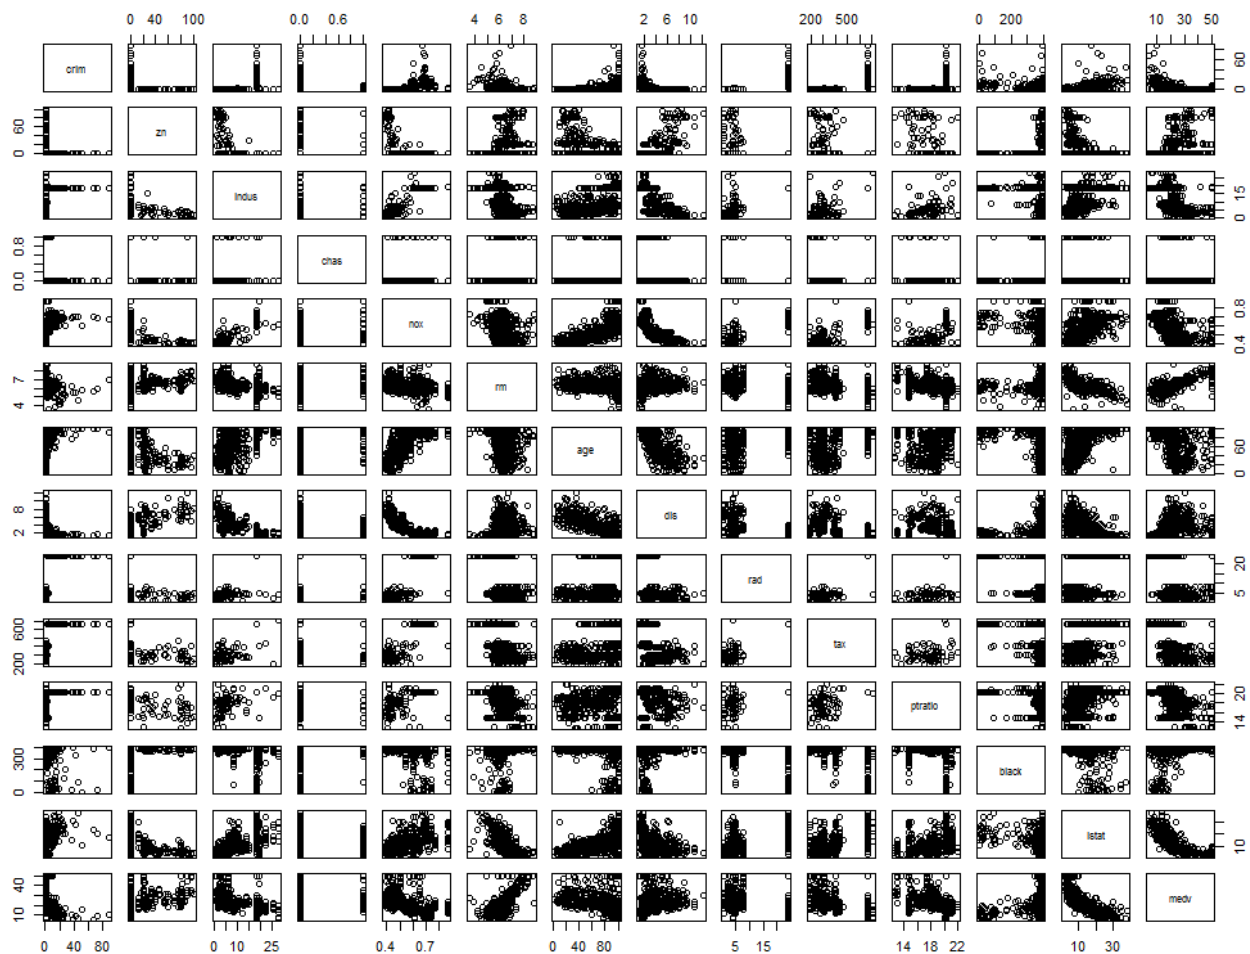 0 40 100 0.0 0.6 4 6 8 2 6 10 200 500 0 200 10 30 50
crim 0 60
0 60 zn
indus 0 15
0.0 0.8 chas
nox 0.4 0.8
4 7 rm
age 0 60
2 8 dis
rad 5 20
200 600 tax
ptratio 14 20
0 300 black
lstat 10
10 40 medv
0 40 80 0 10 25 0.4 0.7 0 40 80 5 15 14 18 22 10 30